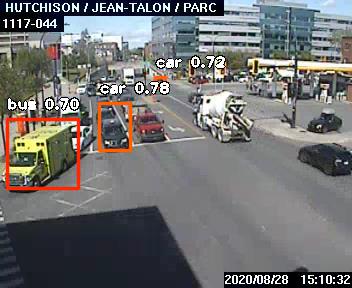 HUTCHISON / JEAN-TALON / PARC
1117-044
car 0.72
car 0.78
bus 0.70
2020/08/28 15:10:32